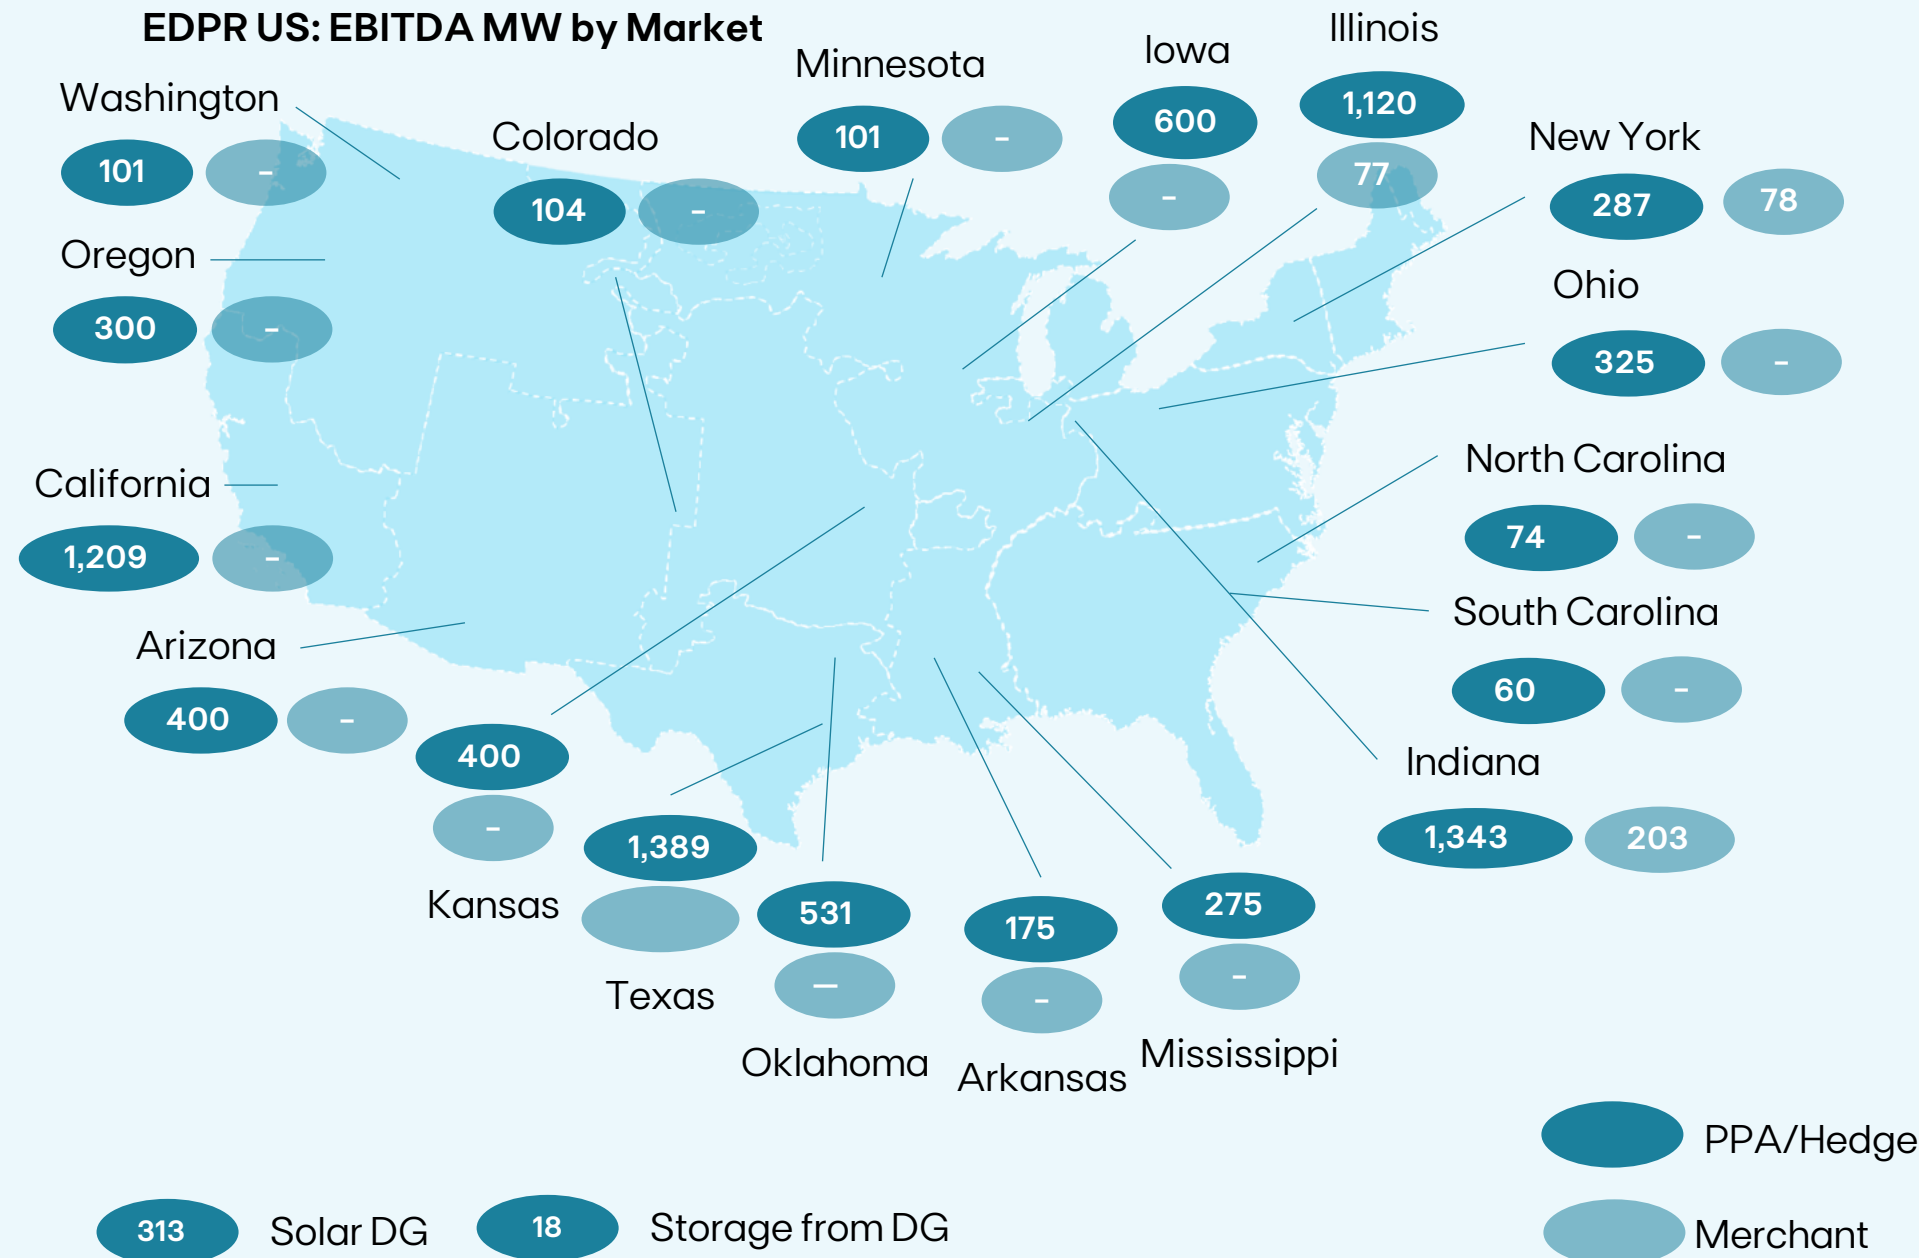 EDPR US: EBITDA MW by Market
Washington
101 -
Oregon
300 -
California
1,209 -
Arizona
400 -
Colorado
104 -
Minnesota
101 -
Iowa
600
-
Illinois
1,120
77
New York
287 78
Ohio
325 -
North Carolina
74 -
South Carolina
60 -
Indiana
1,343 203
400
-
Kansas
1,389
Texas
531
—
Oklahoma
175
-
Arkansas
275
-
Mississippi
313 Solar DG
18 Storage from DG
PPA/Hedge
Merchant